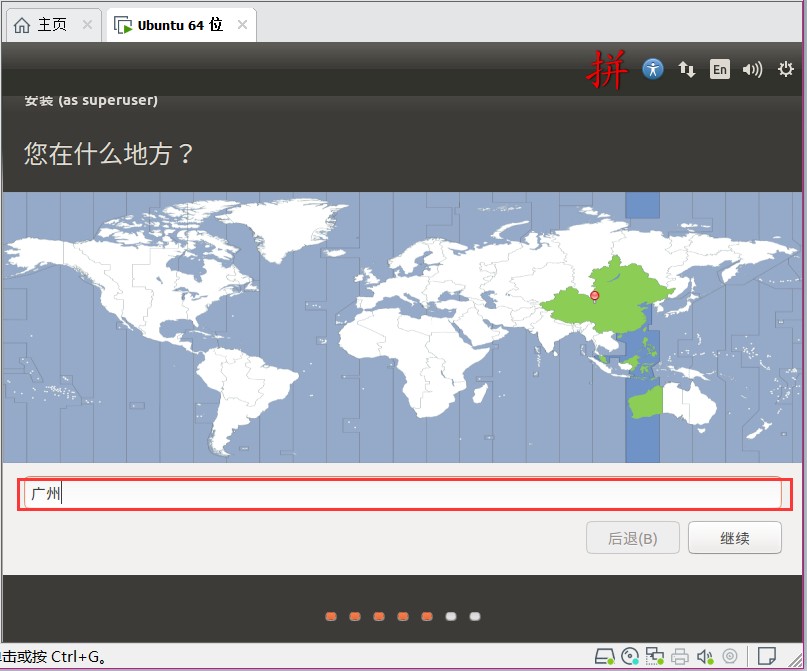 主页
Ubuntu 64 位
拼
En
安装 (as superuser)
您在什么地方？
广州
后退(B)
继续
击或按 Ctrl+G。